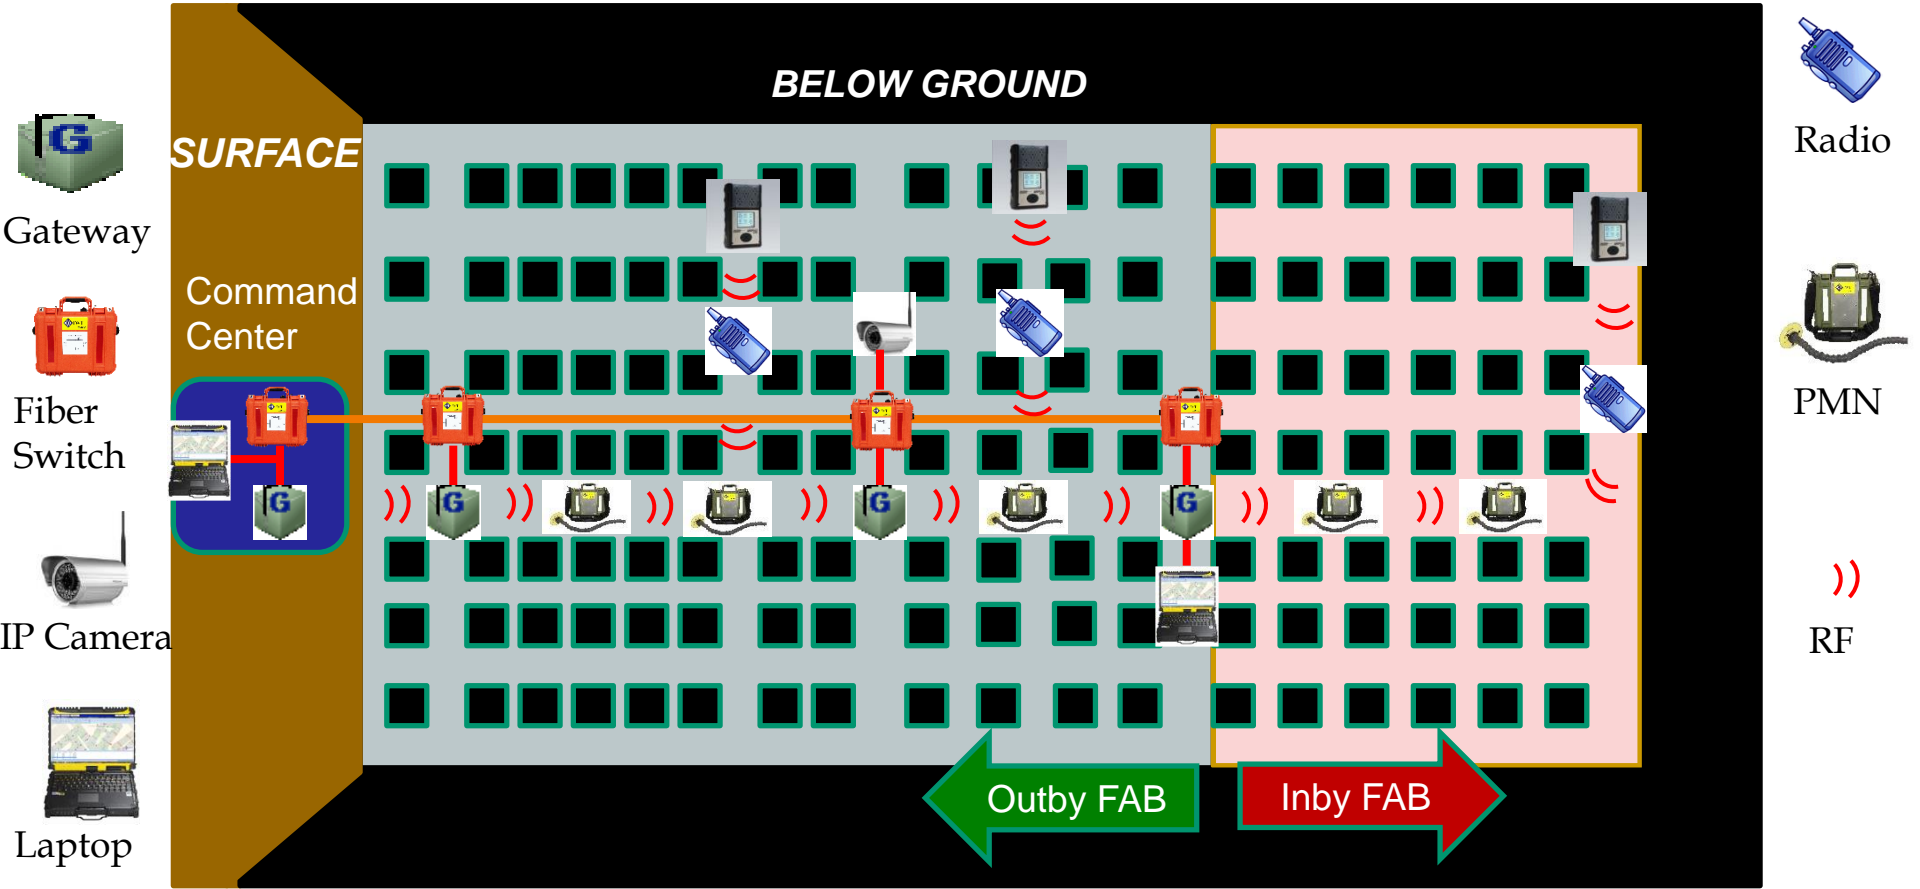 BELOW GROUND
SURFACE
Command
Center
Outby FAB
Inby FAB
G
Gateway
Fiber
Switch
IP Camera
Laptop
Radio
PMN
RF
G
G
G
G